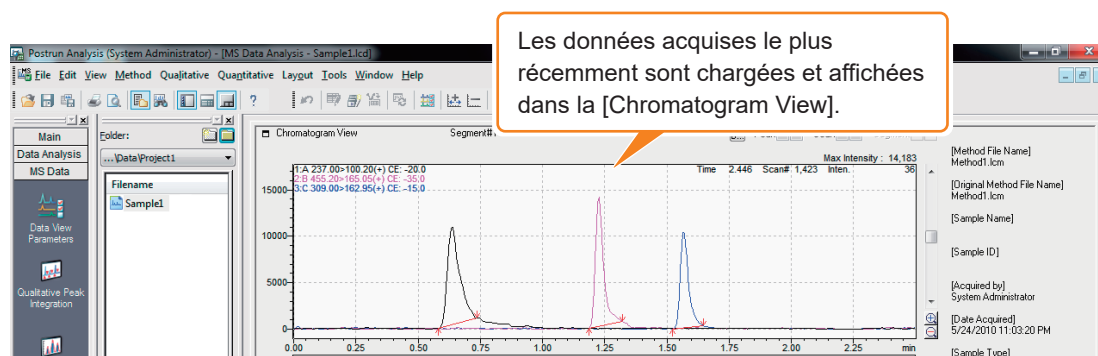 Postrun Analysis (System Administrator) - [MS Data Analysis - Sample1.lcd]
Les données acquises le plus
récemment sont chargées et affichées
dans la [Chromatogram View].
File Edit View Method Qualitative Quantitative Layout Tools Window Help
Main
Data Analysis
MS Data
Data View
Parameters
Qualitative Peak
Integration
Folder:
...\Data\Project1
Filename
Sample1
Chromatogram View
Max Intensity : 14,183
1:A 237.00>100.20(+) CE: -20.0
Time 2.446 Scan# 1,423 Inten. 36
2:B 455.20>165.05(+) CE: -35.0
3:C 309.00>162.95(+) CE: -15.0
15000
10000
5000
0
0.00 0.25 0.50 0.75 1.00 1.25 1.50 1.75 2.00 2.25 min
[Method File Name]
Method1.lcm
[Original Method File Name]
Method1.lcm
[Sample Name]
[Sample ID]
[Acquired by]
System Administrator
[Date Acquired]
5/24/2010 11:03:20 PM
[Sample Type]